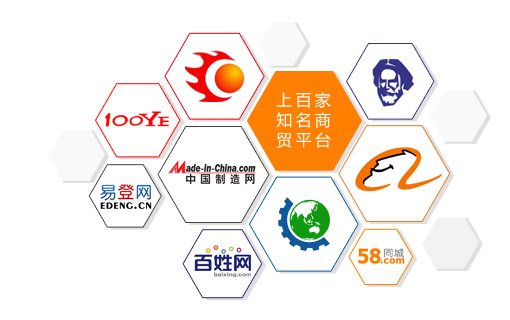 上百家
知名商
贸平台
100YE
Made-in-China.com
中国制造网
易登网
EDENG.CN
百姓网
baixing.com
58同城
.com